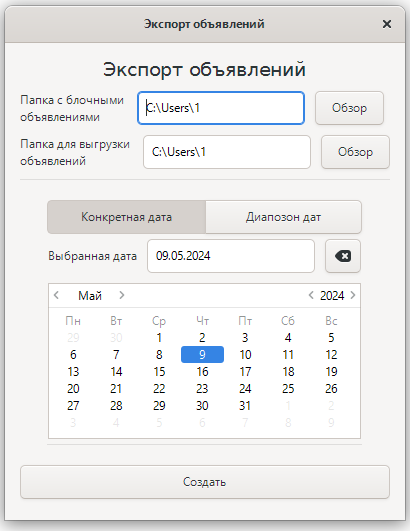 Экспорт объявлений
Экспорт объявлений
Папка с блочными
объявлениями
C:\Users\1
Обзор
Папка для выгрузки
объявлений
C:\Users\1
Обзор
Конкретная дата
Диапозон дат
Выбранная дата
09.05.2024
Май
2024
Пн Вт Ср Чт Пт Сб Вс
29 30 1 2 3 4 5
6 7 8 9 10 11 12
13 14 15 16 17 18 19
20 21 22 23 24 25 26
27 28 29 30 31 1 2
3 4 5 6 7 8 9
Создать